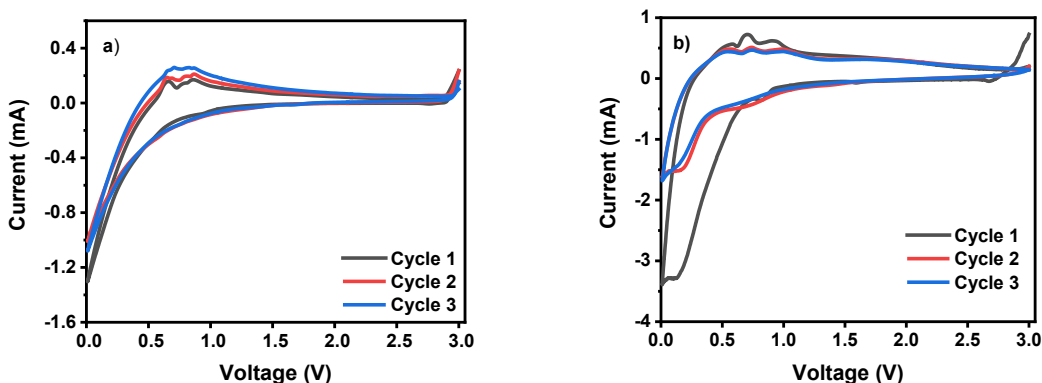 a)
Current (mA)
0.4
0.0
-0.4
-0.8
-1.2
-1.6
Cycle 1
Cycle 2
Cycle 3
0.0 0.5 1.0 1.5 2.0 2.5 3.0
Voltage (V)
b)
Current (mA)
1
0
-1
-2
-3
-4
Cycle 1
Cycle 2
Cycle 3
0.0 0.5 1.0 1.5 2.0 2.5 3.0
Voltage (V)